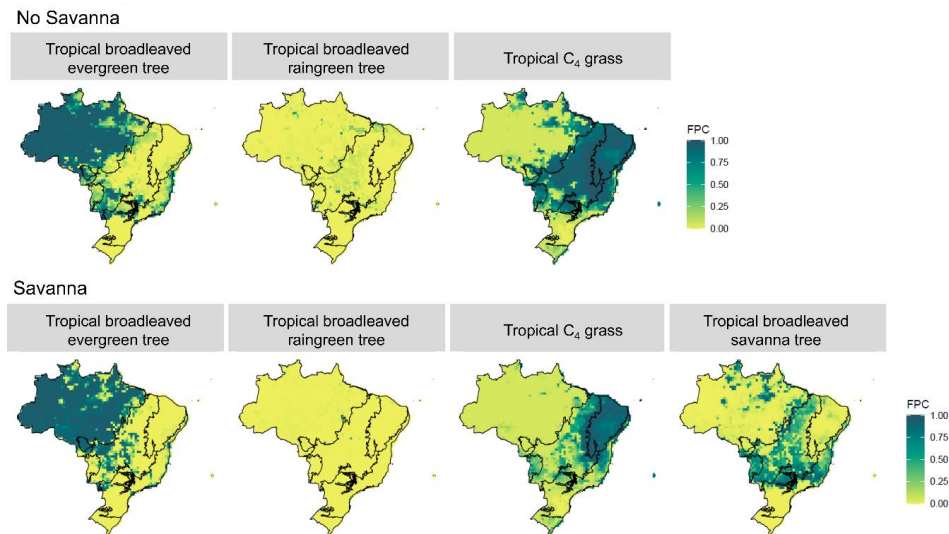 No Savanna
Tropical broadleaved
evergreen tree
Tropical broadleaved
raingreen tree
Tropical C₄ grass
FPC
1.00
0.75
0.50
0.25
0.00
Savanna
Tropical broadleaved
evergreen tree
Tropical broadleaved
raingreen tree
Tropical C₄ grass
Tropical broadleaved
savanna tree
FPC
1.00
0.75
0.50
0.25
0.00